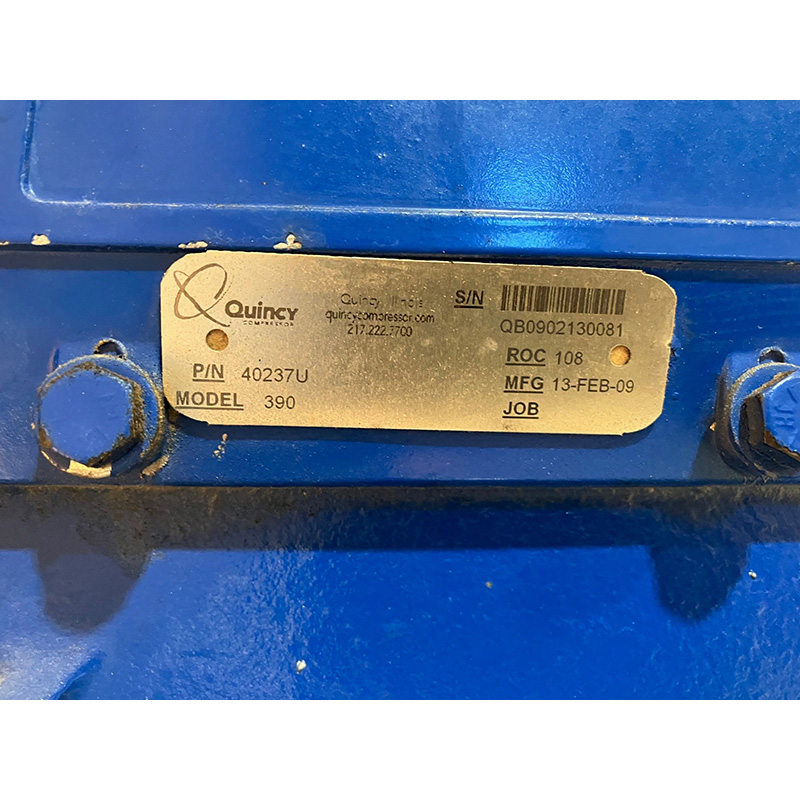 Quincy
COMPRESSOR
Quincy, Illinois
quincycompressor.com
217.222.7700
S/N
QB0902130081
P/N 40237U
MODEL 390
ROC 108
MFG 13-FEB-09
JOB